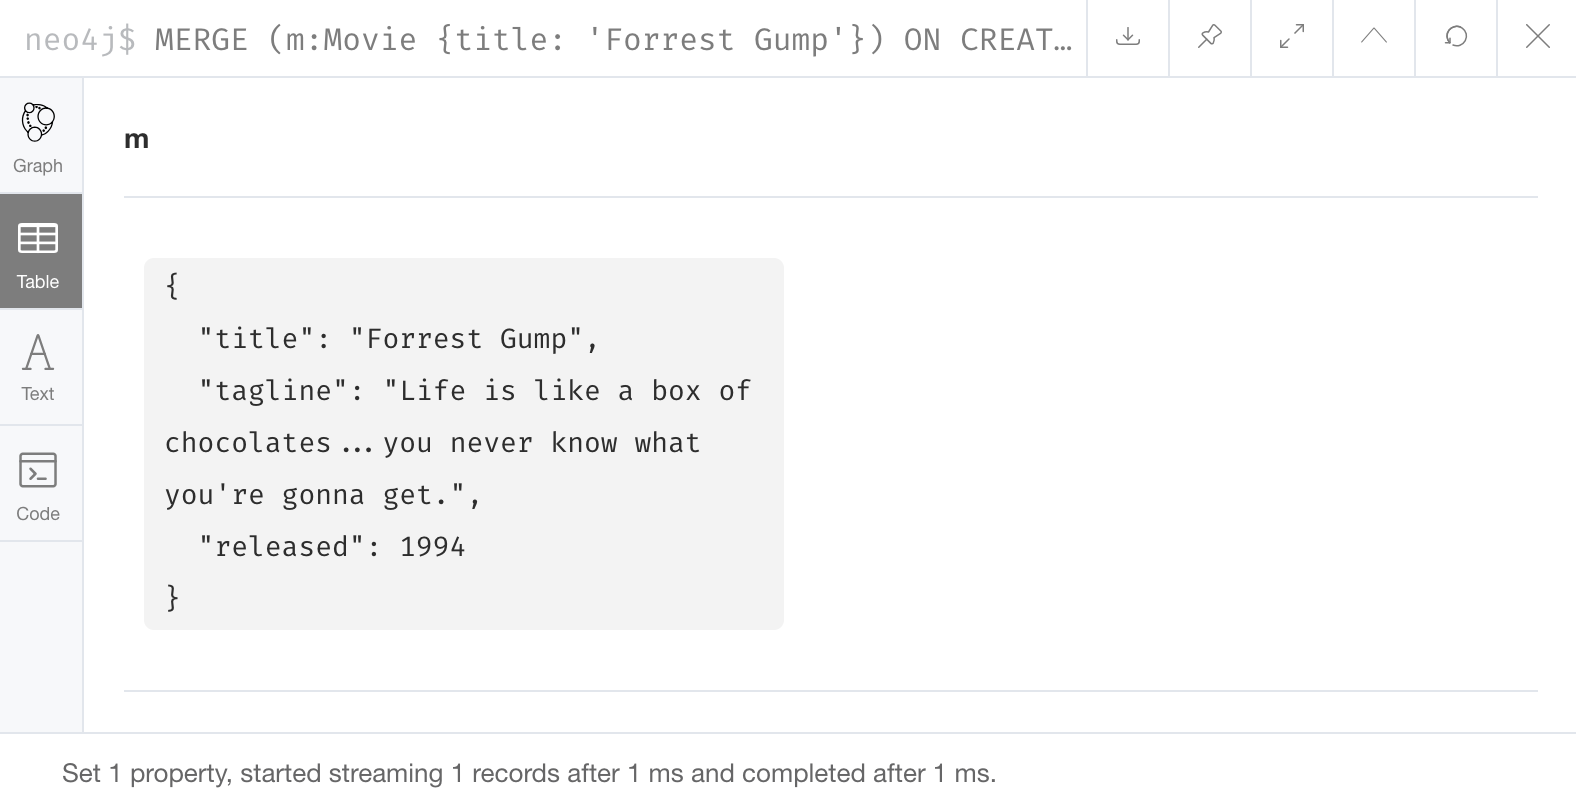 neo4j$ MERGE (m:Movie {title: 'Forrest Gump'}) ON CREAT…
Graph
Table
Text
Code
m
{
"title": "Forrest Gump",
"tagline": "Life is like a box of
chocolates...you never know what
you're gonna get.",
"released": 1994
}
Set 1 property, started streaming 1 records after 1 ms and completed after 1 ms.